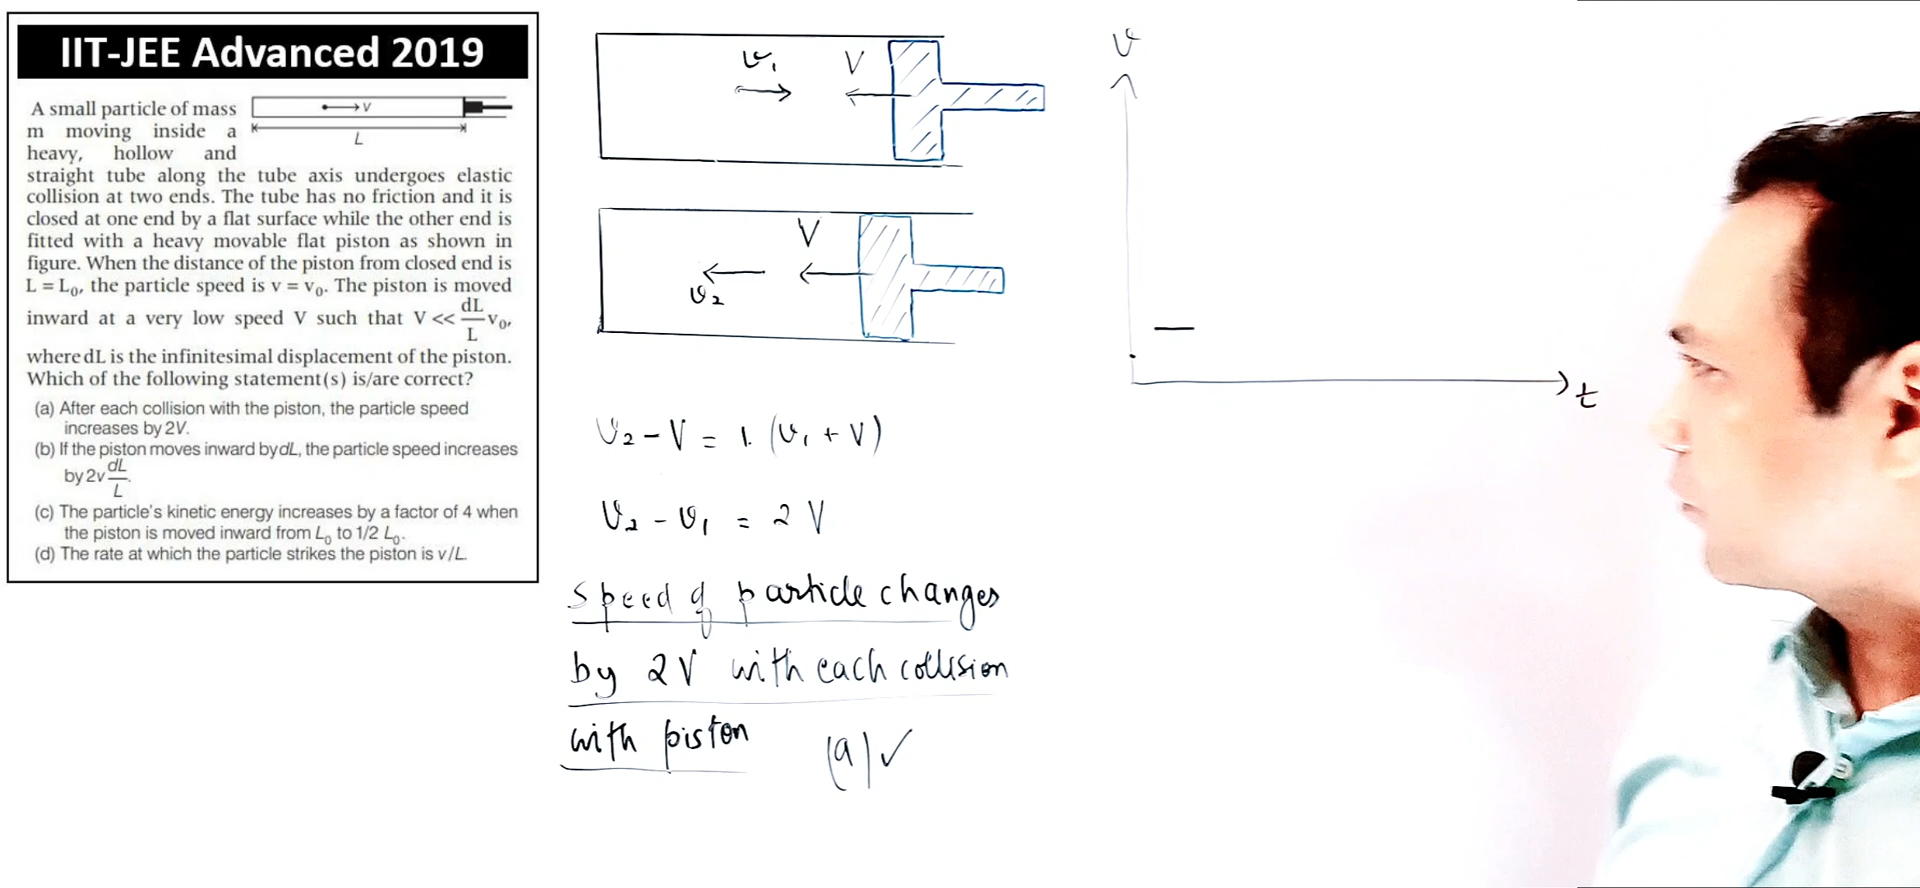 IIT-JEE Advanced 2019
A small particle of mass
m moving inside a
heavy, hollow and
straight tube along the tube axis undergoes elastic
collision at two ends. The tube has no friction and it is
closed at one end by a flat surface while the other end is
fitted with a heavy movable flat piston as shown in
figure. When the distance of the piston from closed end is
L = L₀, the particle speed is v = v₀. The piston is moved
inward at a very low speed V such that V << dL/L v₀,
where dL is the infinitesimal displacement of the piston.
Which of the following statement(s) is/are correct?
(a) After each collision with the piston, the particle speed
increases by 2V.
(b) If the piston moves inward by dL, the particle speed increases
by 2v dL/L.
(c) The particle's kinetic energy increases by a factor of 4 when
the piston is moved inward from L₀ to 1/2 L₀.
(d) The rate at which the particle strikes the piston is v/L.
v
L
v₁ V
V
v₂
v₂ - V = 1. (v₁ + V)
v₂ - v₁ = 2 V
speed of particle changes
by 2V with each collision
with piston (a) ✓
v
t